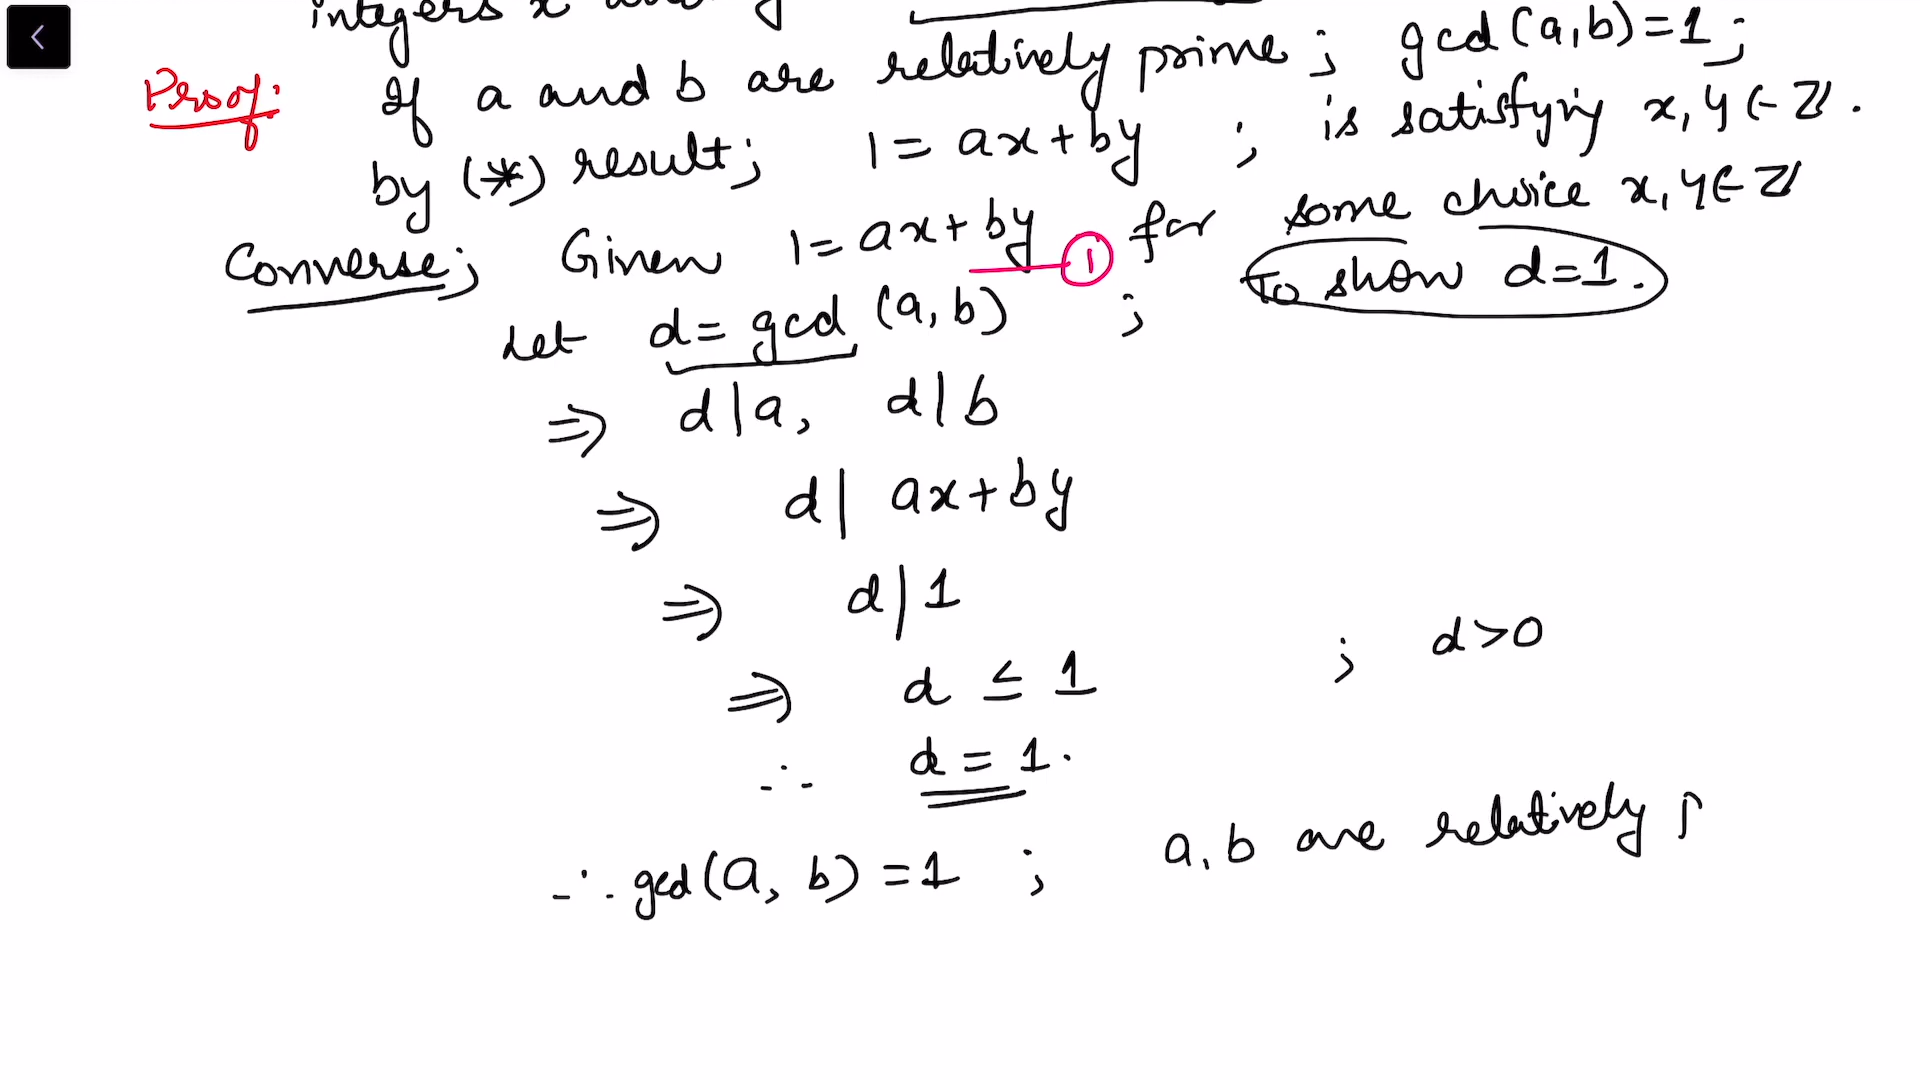 integers x and y
Proof: If a and b are relatively prime ; gcd(a,b)=1 ;
by (*) result ; 1 = ax + by ; is satisfying x, y ∈ ℤ .
Converse ; Given 1 = ax + by ① for some choice x, y ∈ ℤ
Let d = gcd (a, b) ; To show d=1.
⇒ d | a, d | b
⇒ d | ax+by
⇒ d | 1
⇒ d ≤ 1 ; d>0
∴ d = 1.
∴ gcd(a, b) = 1 ; a, b are relatively